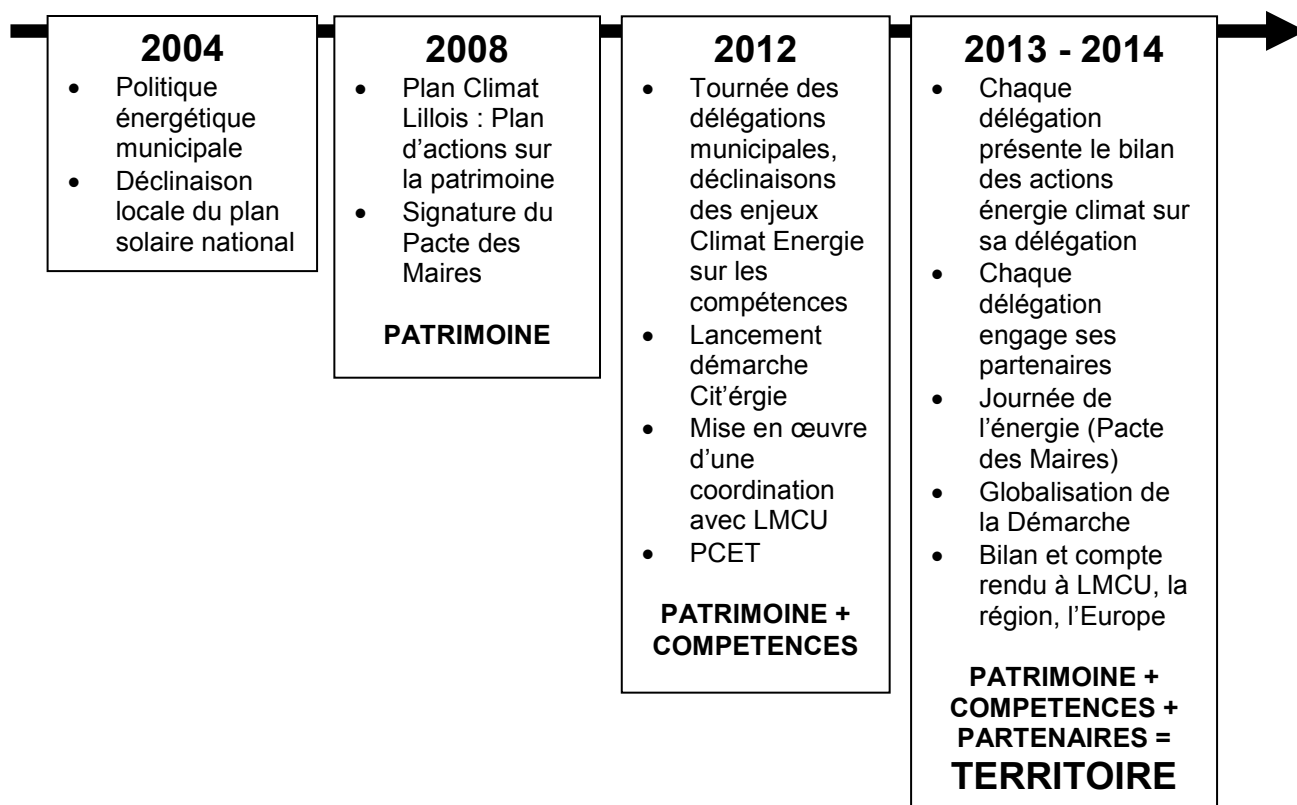 2004
• Politique
énergétique
municipale
• Déclinaison
locale du plan
solaire national
2008
• Plan Climat
Lillois : Plan
d’actions sur
la patrimoine
• Signature du
Pacte des
Maires
PATRIMOINE
2012
• Tournée des
délégations
municipales,
déclinaisons
des enjeux
Climat Energie
sur les
compétences
• Lancement
démarche
Cit’érgie
• Mise en œuvre
d’une
coordination
avec LMCU
• PCET
PATRIMOINE +
COMPETENCES
2013 - 2014
• Chaque
délégation
présente le bilan
des actions
énergie climat sur
sa délégation
• Chaque
délégation
engage ses
partenaires
• Journée de
l’énergie (Pacte
des Maires)
• Globalisation de
la Démarche
• Bilan et compte
rendu à LMCU, la
région, l’Europe
PATRIMOINE +
COMPETENCES +
PARTENAIRES =
TERRITOIRE